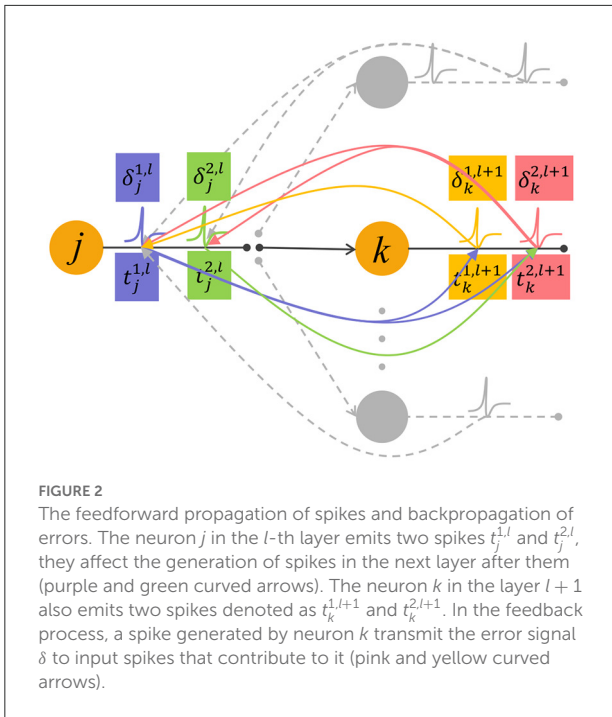 δ_j^{1,l} δ_j^{2,l} δ_k^{1,l+1} δ_k^{2,l+1}
j k
t_j^{1,l} t_j^{2,l} t_k^{1,l+1} t_k^{2,l+1}
FIGURE 2
The feedforward propagation of spikes and backpropagation of
errors. The neuron j in the l-th layer emits two spikes t_j^{1,l} and t_j^{2,l},
they affect the generation of spikes in the next layer after them
(purple and green curved arrows). The neuron k in the layer l + 1
also emits two spikes denoted as t_k^{1,l+1} and t_k^{2,l+1}. In the feedback
process, a spike generated by neuron k transmit the error signal
δ to input spikes that contribute to it (pink and yellow curved
arrows).